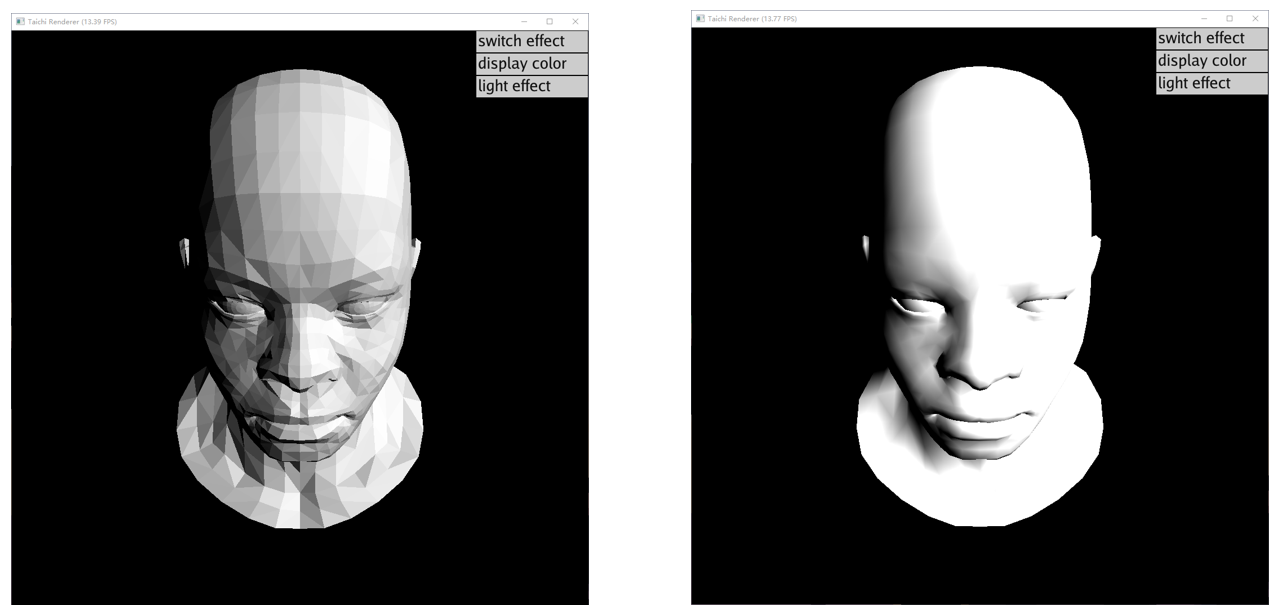 Taichi Renderer (13.39 FPS)
switch effect
display color
light effect
Taichi Renderer (13.77 FPS)
switch effect
display color
light effect